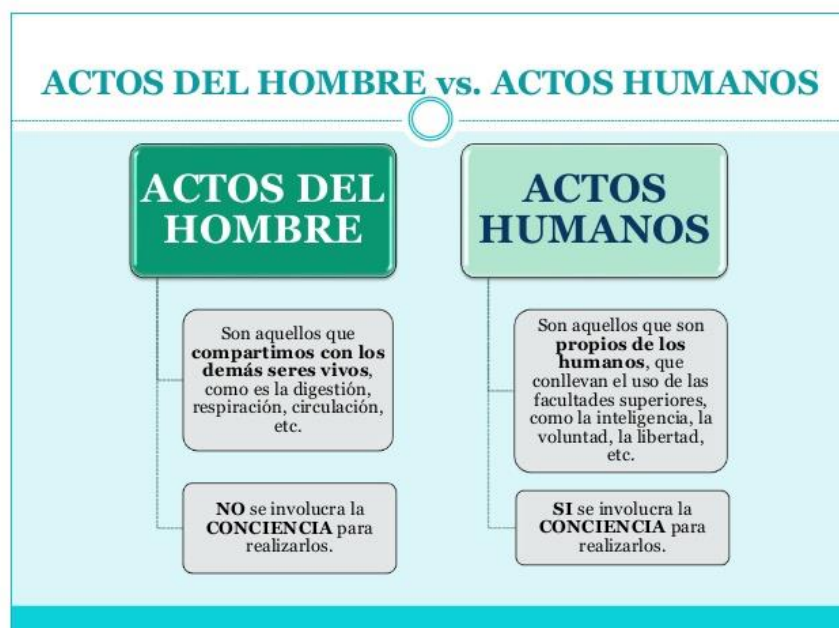 ACTOS DEL HOMBRE vs. ACTOS HUMANOS
ACTOS DEL
HOMBRE
Son aquellos que
compartimos con los
demás seres vivos,
como es la digestión,
respiración, circulación,
etc.
NO se involucra la
CONCIENCIA para
realizarlos.
ACTOS
HUMANOS
Son aquellos que son
propios de los
humanos, que
conllevan el uso de las
facultades superiores,
como la inteligencia, la
voluntad, la libertad,
etc.
SI se involucra la
CONCIENCIA para
realizarlos.